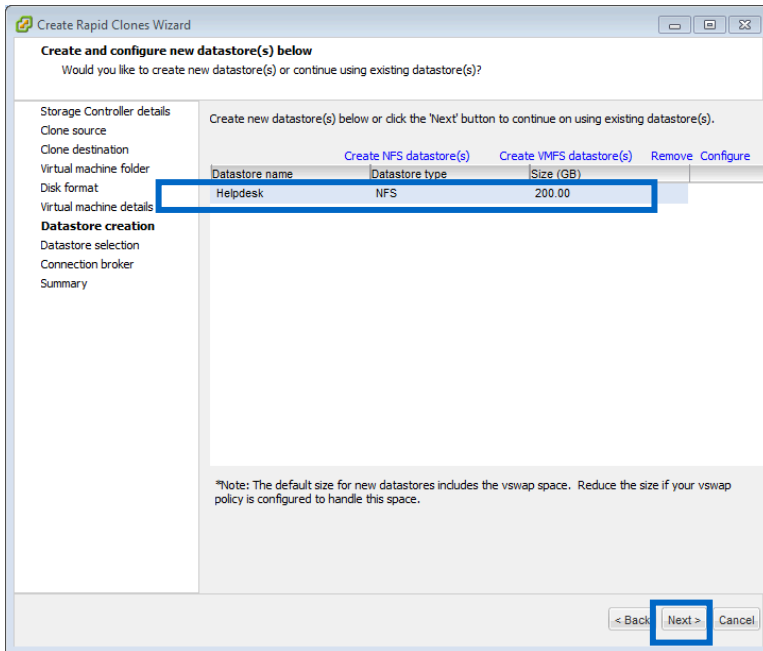 Create Rapid Clones Wizard
Create and configure new datastore(s) below
Would you like to create new datastore(s) or continue using existing datastore(s)?
Storage Controller details
Clone source
Clone destination
Virtual machine folder
Disk format
Virtual machine details
Datastore creation
Datastore selection
Connection broker
Summary
Create new datastore(s) below or click the 'Next' button to continue on using existing datastore(s).
Create NFS datastore(s) Create VMFS datastore(s) Remove Configure
Datastore name Datastore type Size (GB)
Helpdesk NFS 200.00
*Note: The default size for new datastores includes the vswap space. Reduce the size if your vswap
policy is configured to handle this space.
< Back Next > Cancel